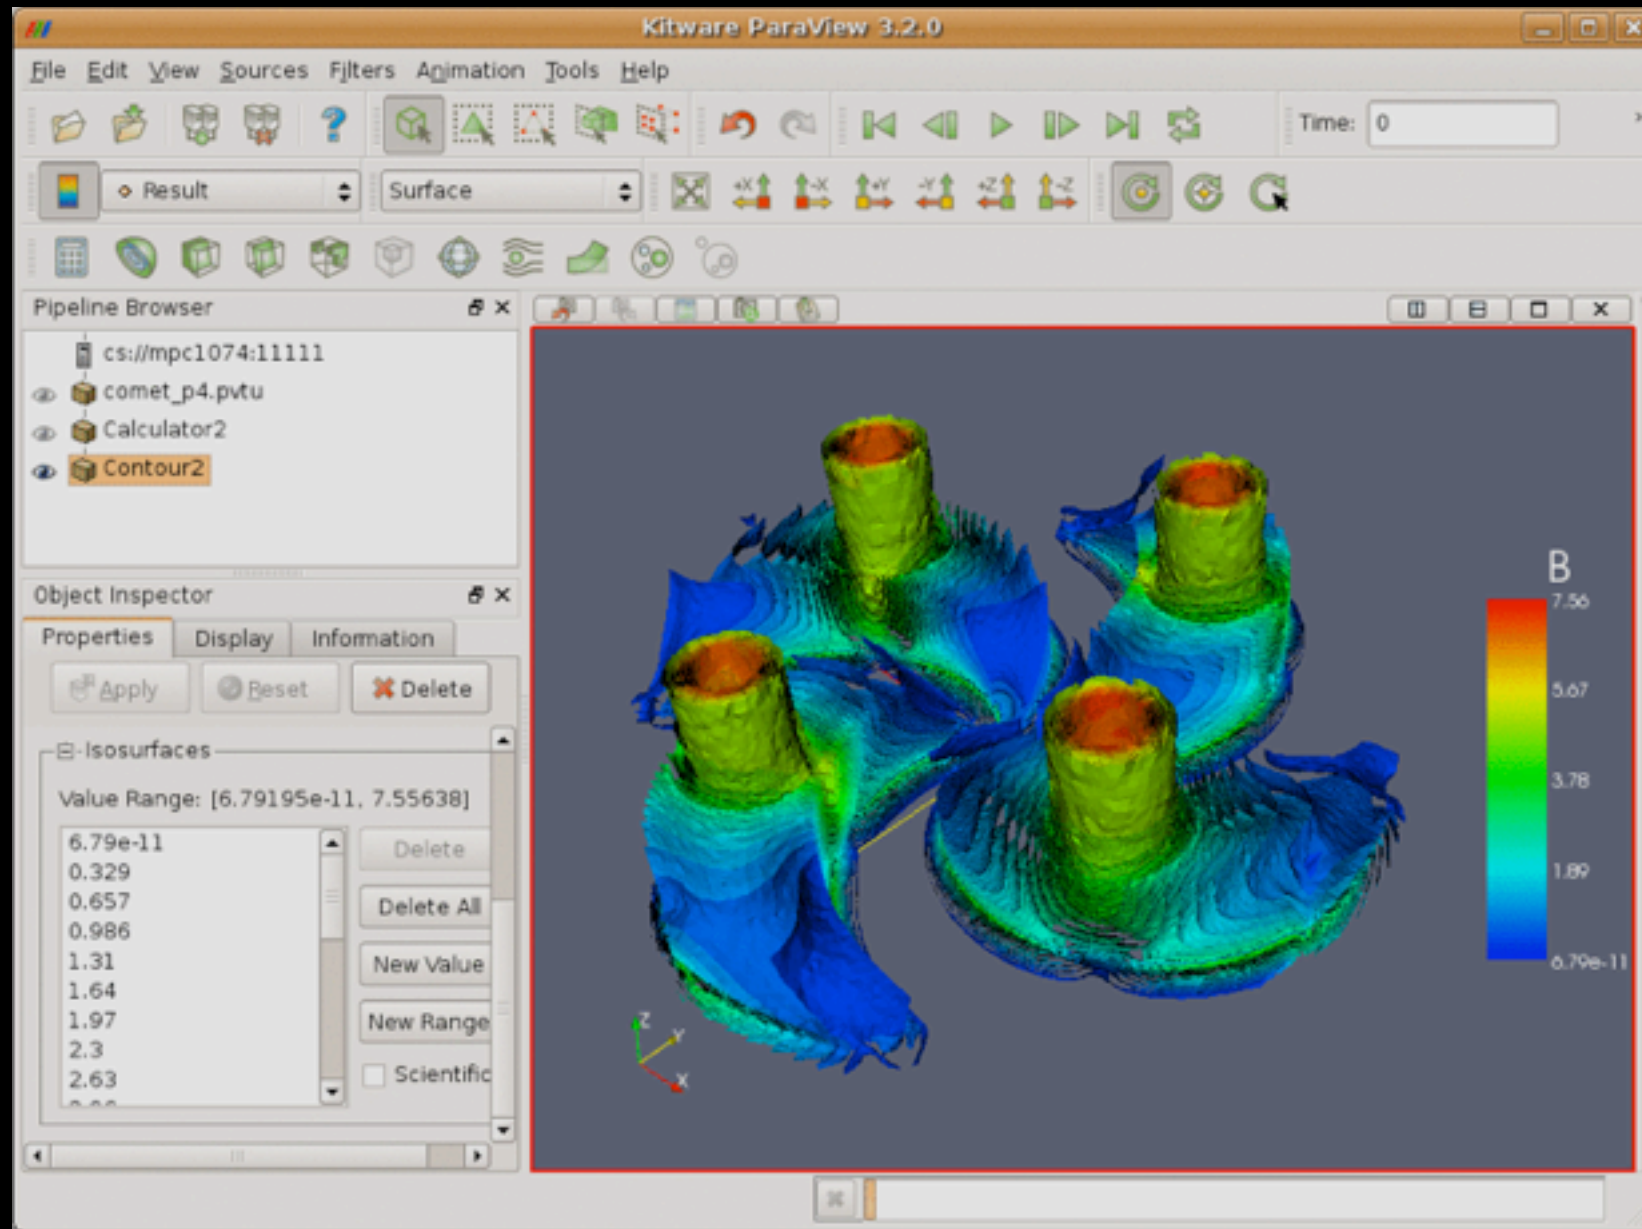 Kitware ParaView 3.2.0
File Edit View Sources Filters Animation Tools Help
Time: 0
Result Surface
+X -X +Y -Y +Z -Z
Pipeline Browser
cs://mpc1074:11111
comet_p4.pvtu
Calculator2
Contour2
Object Inspector
Properties Display Information
Apply Reset Delete
Isosurfaces
Value Range: [6.79195e-11, 7.55638]
6.79e-11
0.329
0.657
0.986
1.31
1.64
1.97
2.3
2.63
Delete
Delete All
New Value
New Range
Scientific
B
7.56
5.67
3.78
1.89
6.79e-11
Z
Y
X